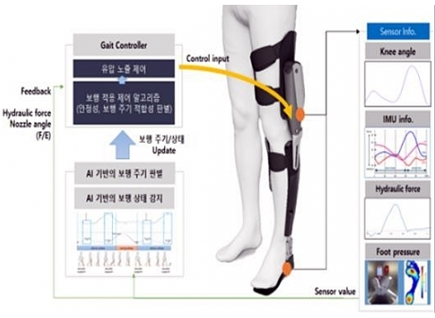 Gait Controller
유압 노즐 제어
보행 적응 제어 알고리즘
(안정성, 보행 주기 적합성 판별)
Control input
Feedback
Hydraulic force
Nozzle angle
(F/E)
보행 주기/상태
Update
AI 기반의 보행 주기 판별
AI 기반의 보행 상태 감지
Sensor Info.
Knee angle
IMU info.
Hydraulic force
Foot pressure
Sensor value